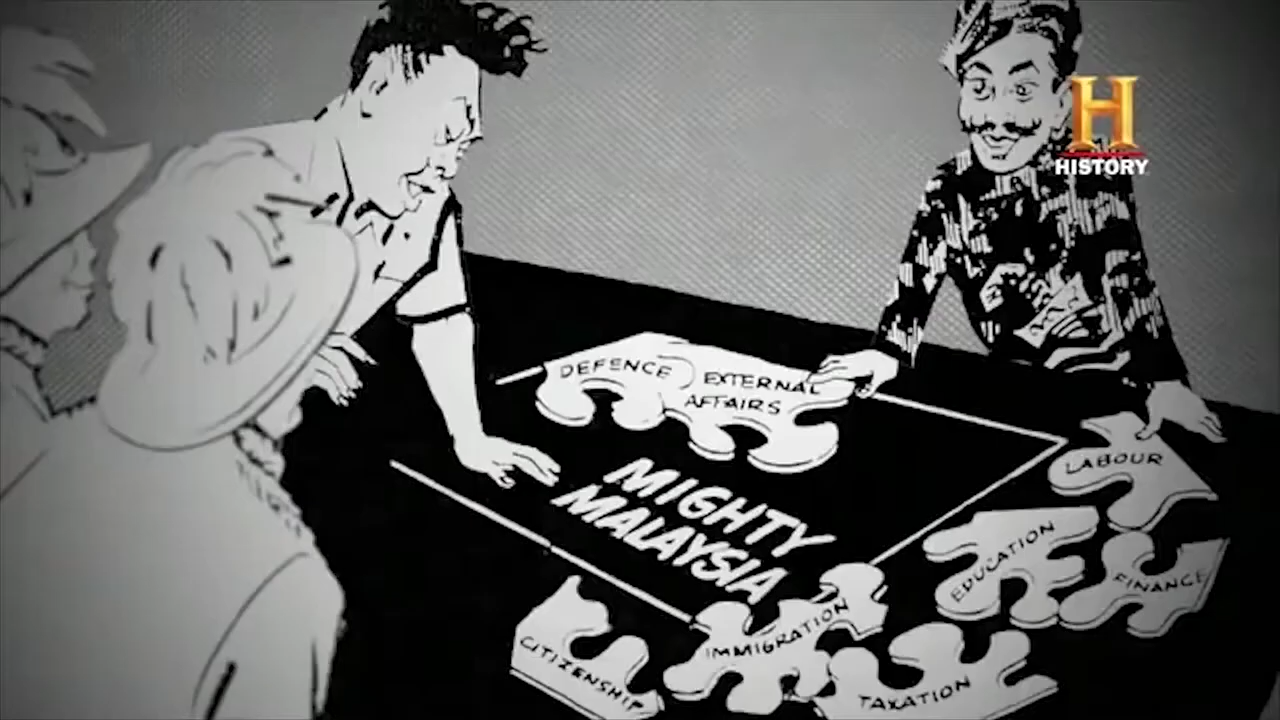 H
HISTORY
DEFENCE
EXTERNAL
AFFAIRS
MIGHTY
MALAYSIA
LABOUR
EDUCATION
FINANCE
IMMIGRATION
CITIZENSHIP
TAXATION